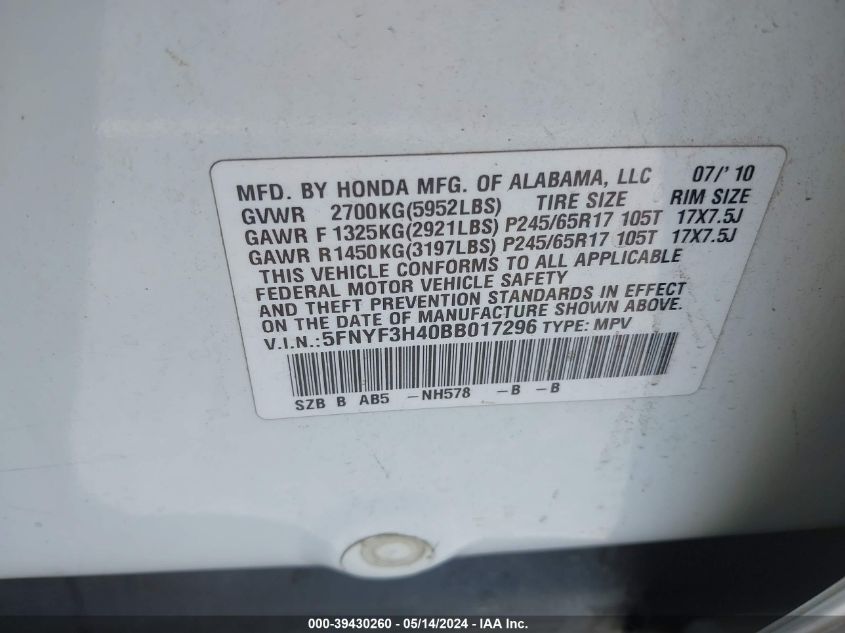 MFD. BY HONDA MFG. OF ALABAMA, LLC 07/'10
GVWR 2700KG(5952LBS) TIRE SIZE RIM SIZE
GAWR F 1325KG(2921LBS) P245/65R17 105T 17X7.5J
GAWR R1450KG(3197LBS) P245/65R17 105T 17X7.5J
THIS VEHICLE CONFORMS TO ALL APPLICABLE
FEDERAL MOTOR VEHICLE SAFETY
AND THEFT PREVENTION STANDARDS IN EFFECT
ON THE DATE OF MANUFACTURE SHOWN ABOVE.
V.I.N.:5FNYF3H40BB017296 TYPE: MPV
SZB B AB5 -NH578 -B -B
000-39430260 - 05/14/2024 - IAA Inc.